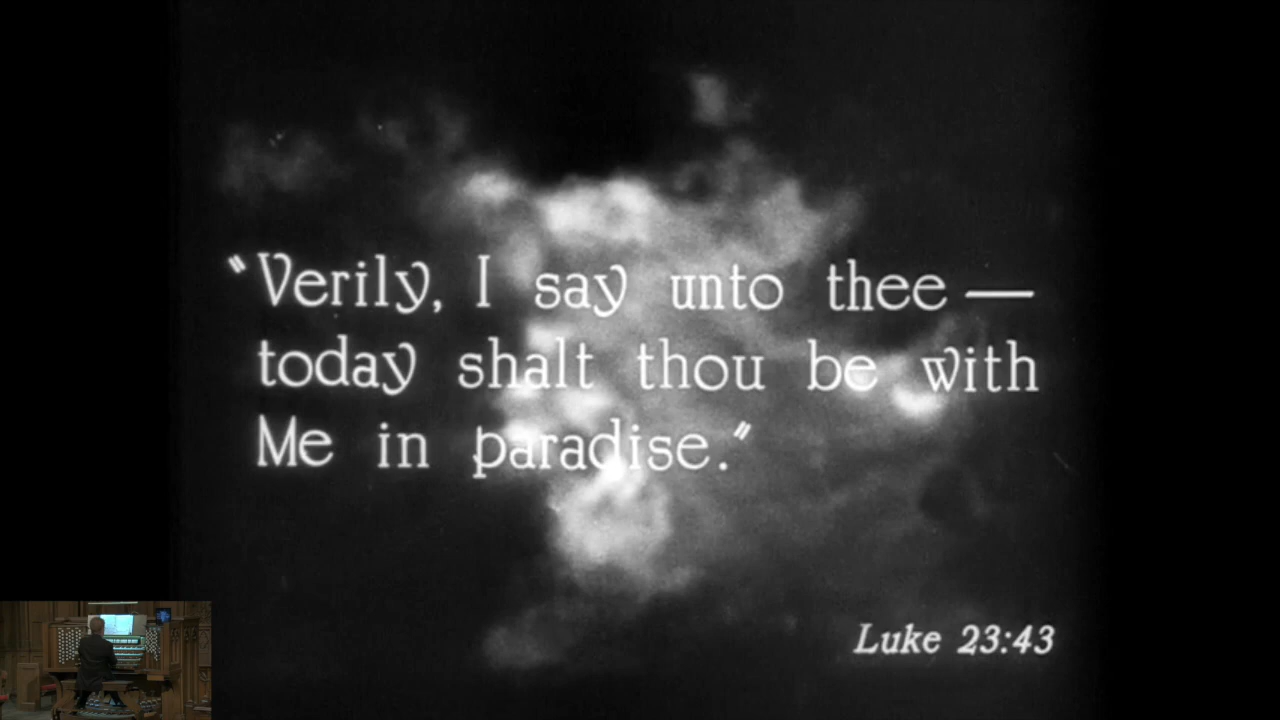 "Verily, I say unto thee —
today shalt thou be with
Me in paradise."
Luke 23:43